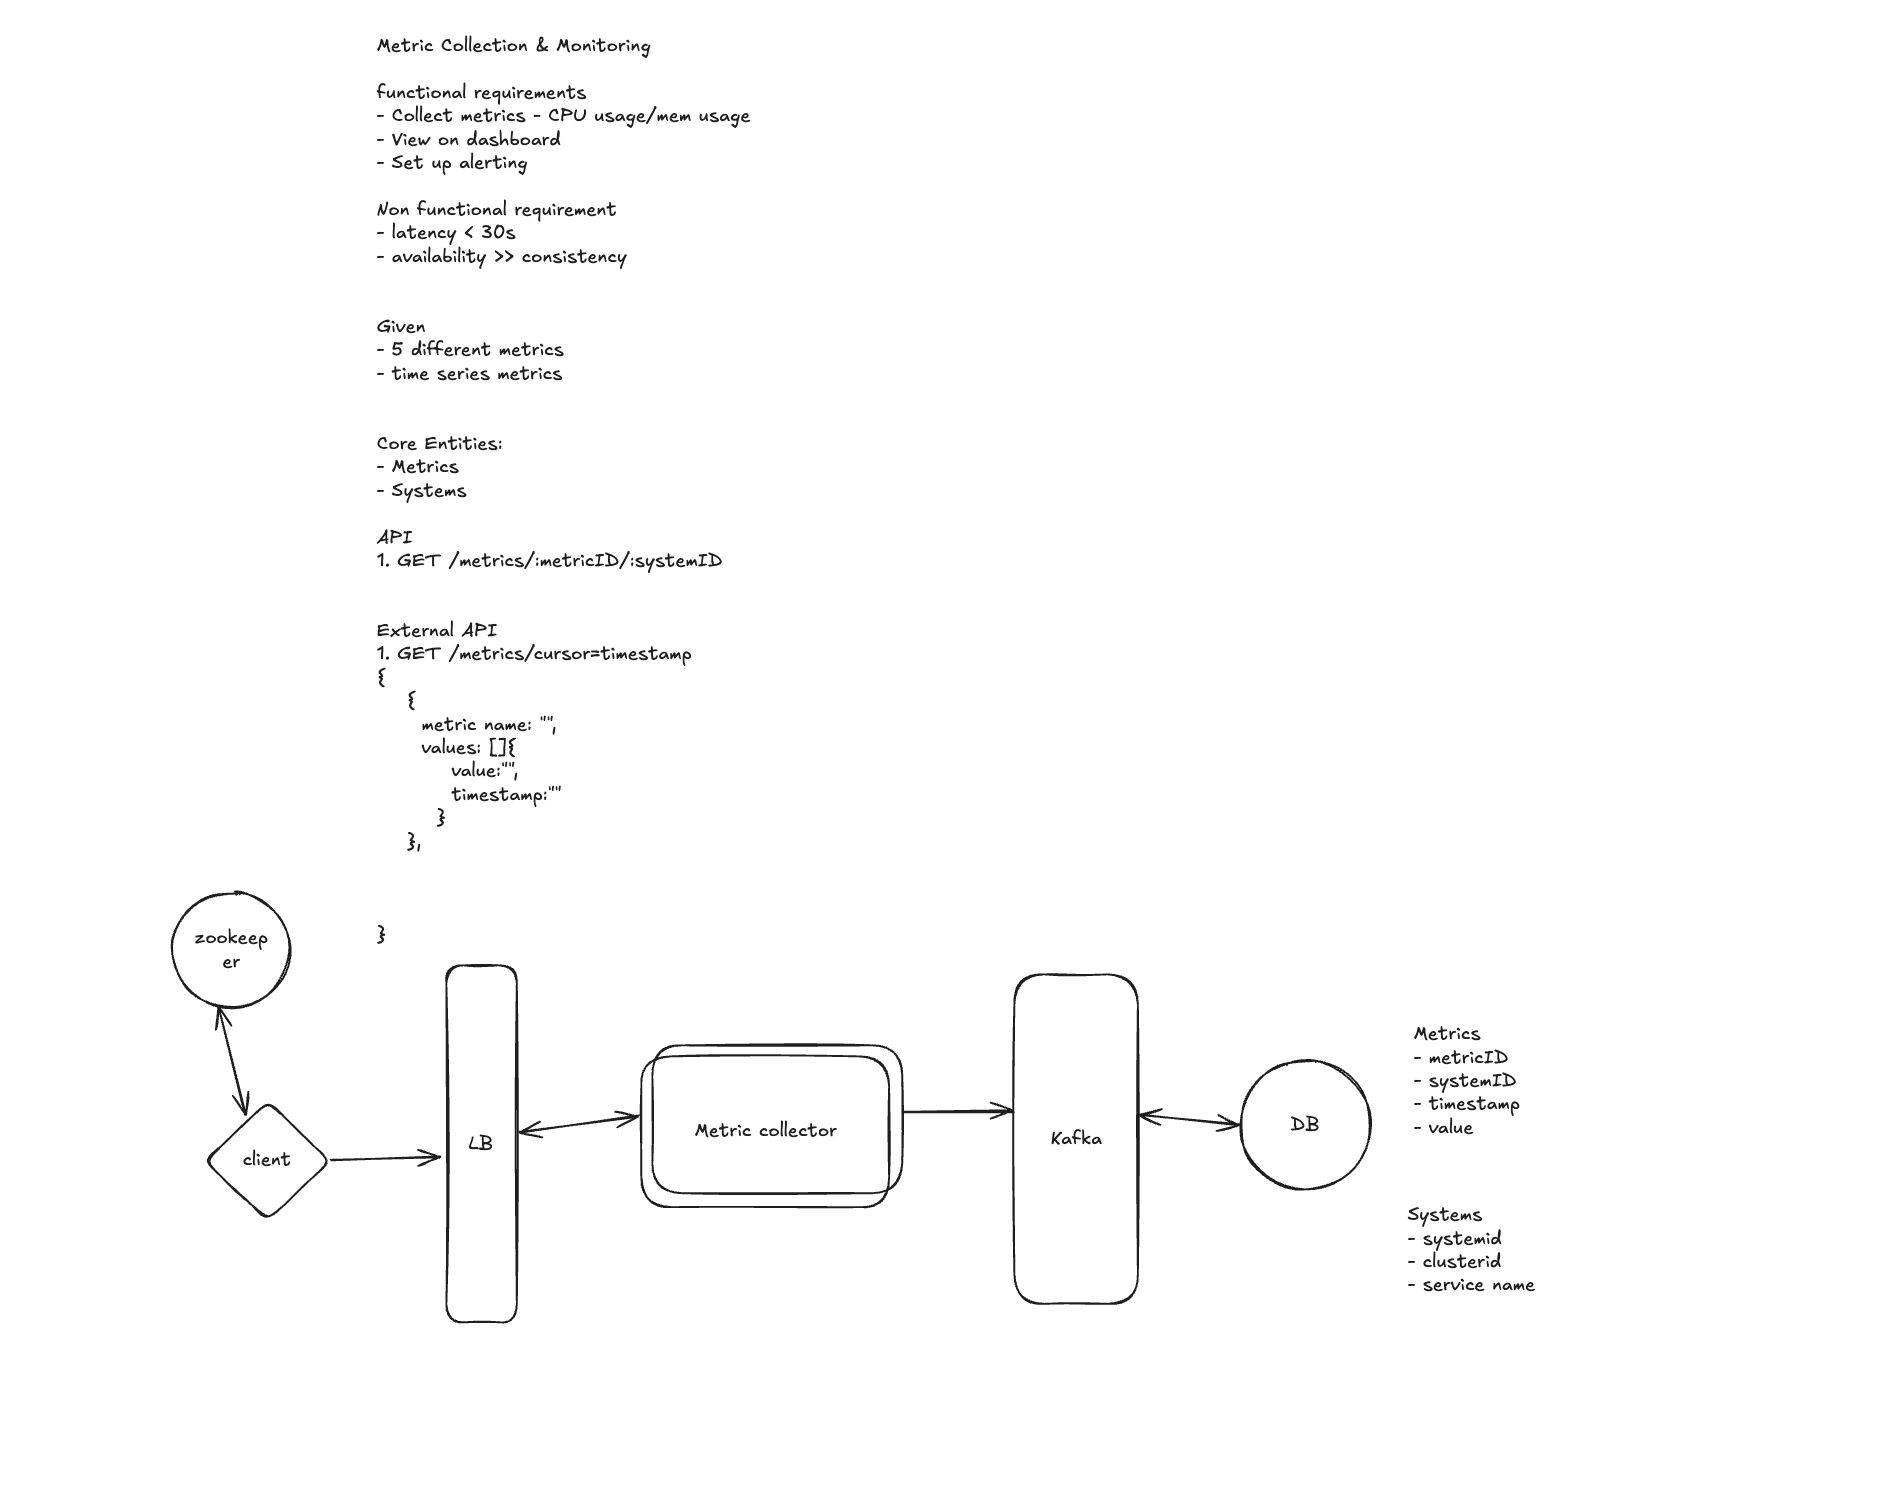 Metric Collection & Monitoring
functional requirements
- Collect metrics - CPU usage/mem usage
- View on dashboard
- Set up alerting
Non functional requirement
- latency < 30s
- availability >> consistency
Given
- 5 different metrics
- time series metrics
Core Entities:
- Metrics
- Systems
API
1. GET /metrics/:metricID/:systemID
External API
1. GET /metrics/cursor=timestamp
{
{
metric name: "",
values: []{
value:"",
timestamp:""
}
},
}
zookeep
er
client
LB
Metric collector
Kafka
DB
Metrics
- metricID
- systemID
- timestamp
- value
Systems
- systemid
- clusterid
- service name